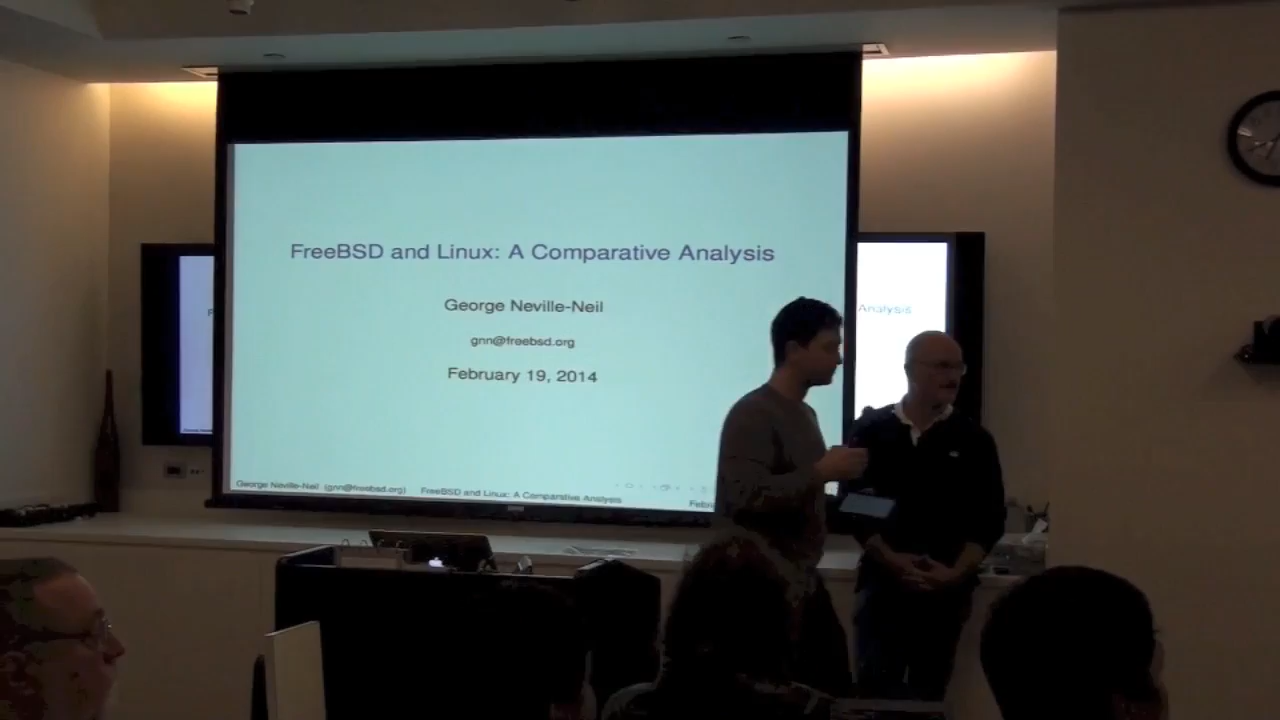 FreeBSD and Linux: A Comparative Analysis
George Neville-Neil
gnn@freebsd.org
February 19, 2014
George Neville-Neil (gnn@freebsd.org) FreeBSD and Linux: A Comparative Analysis
Analysis